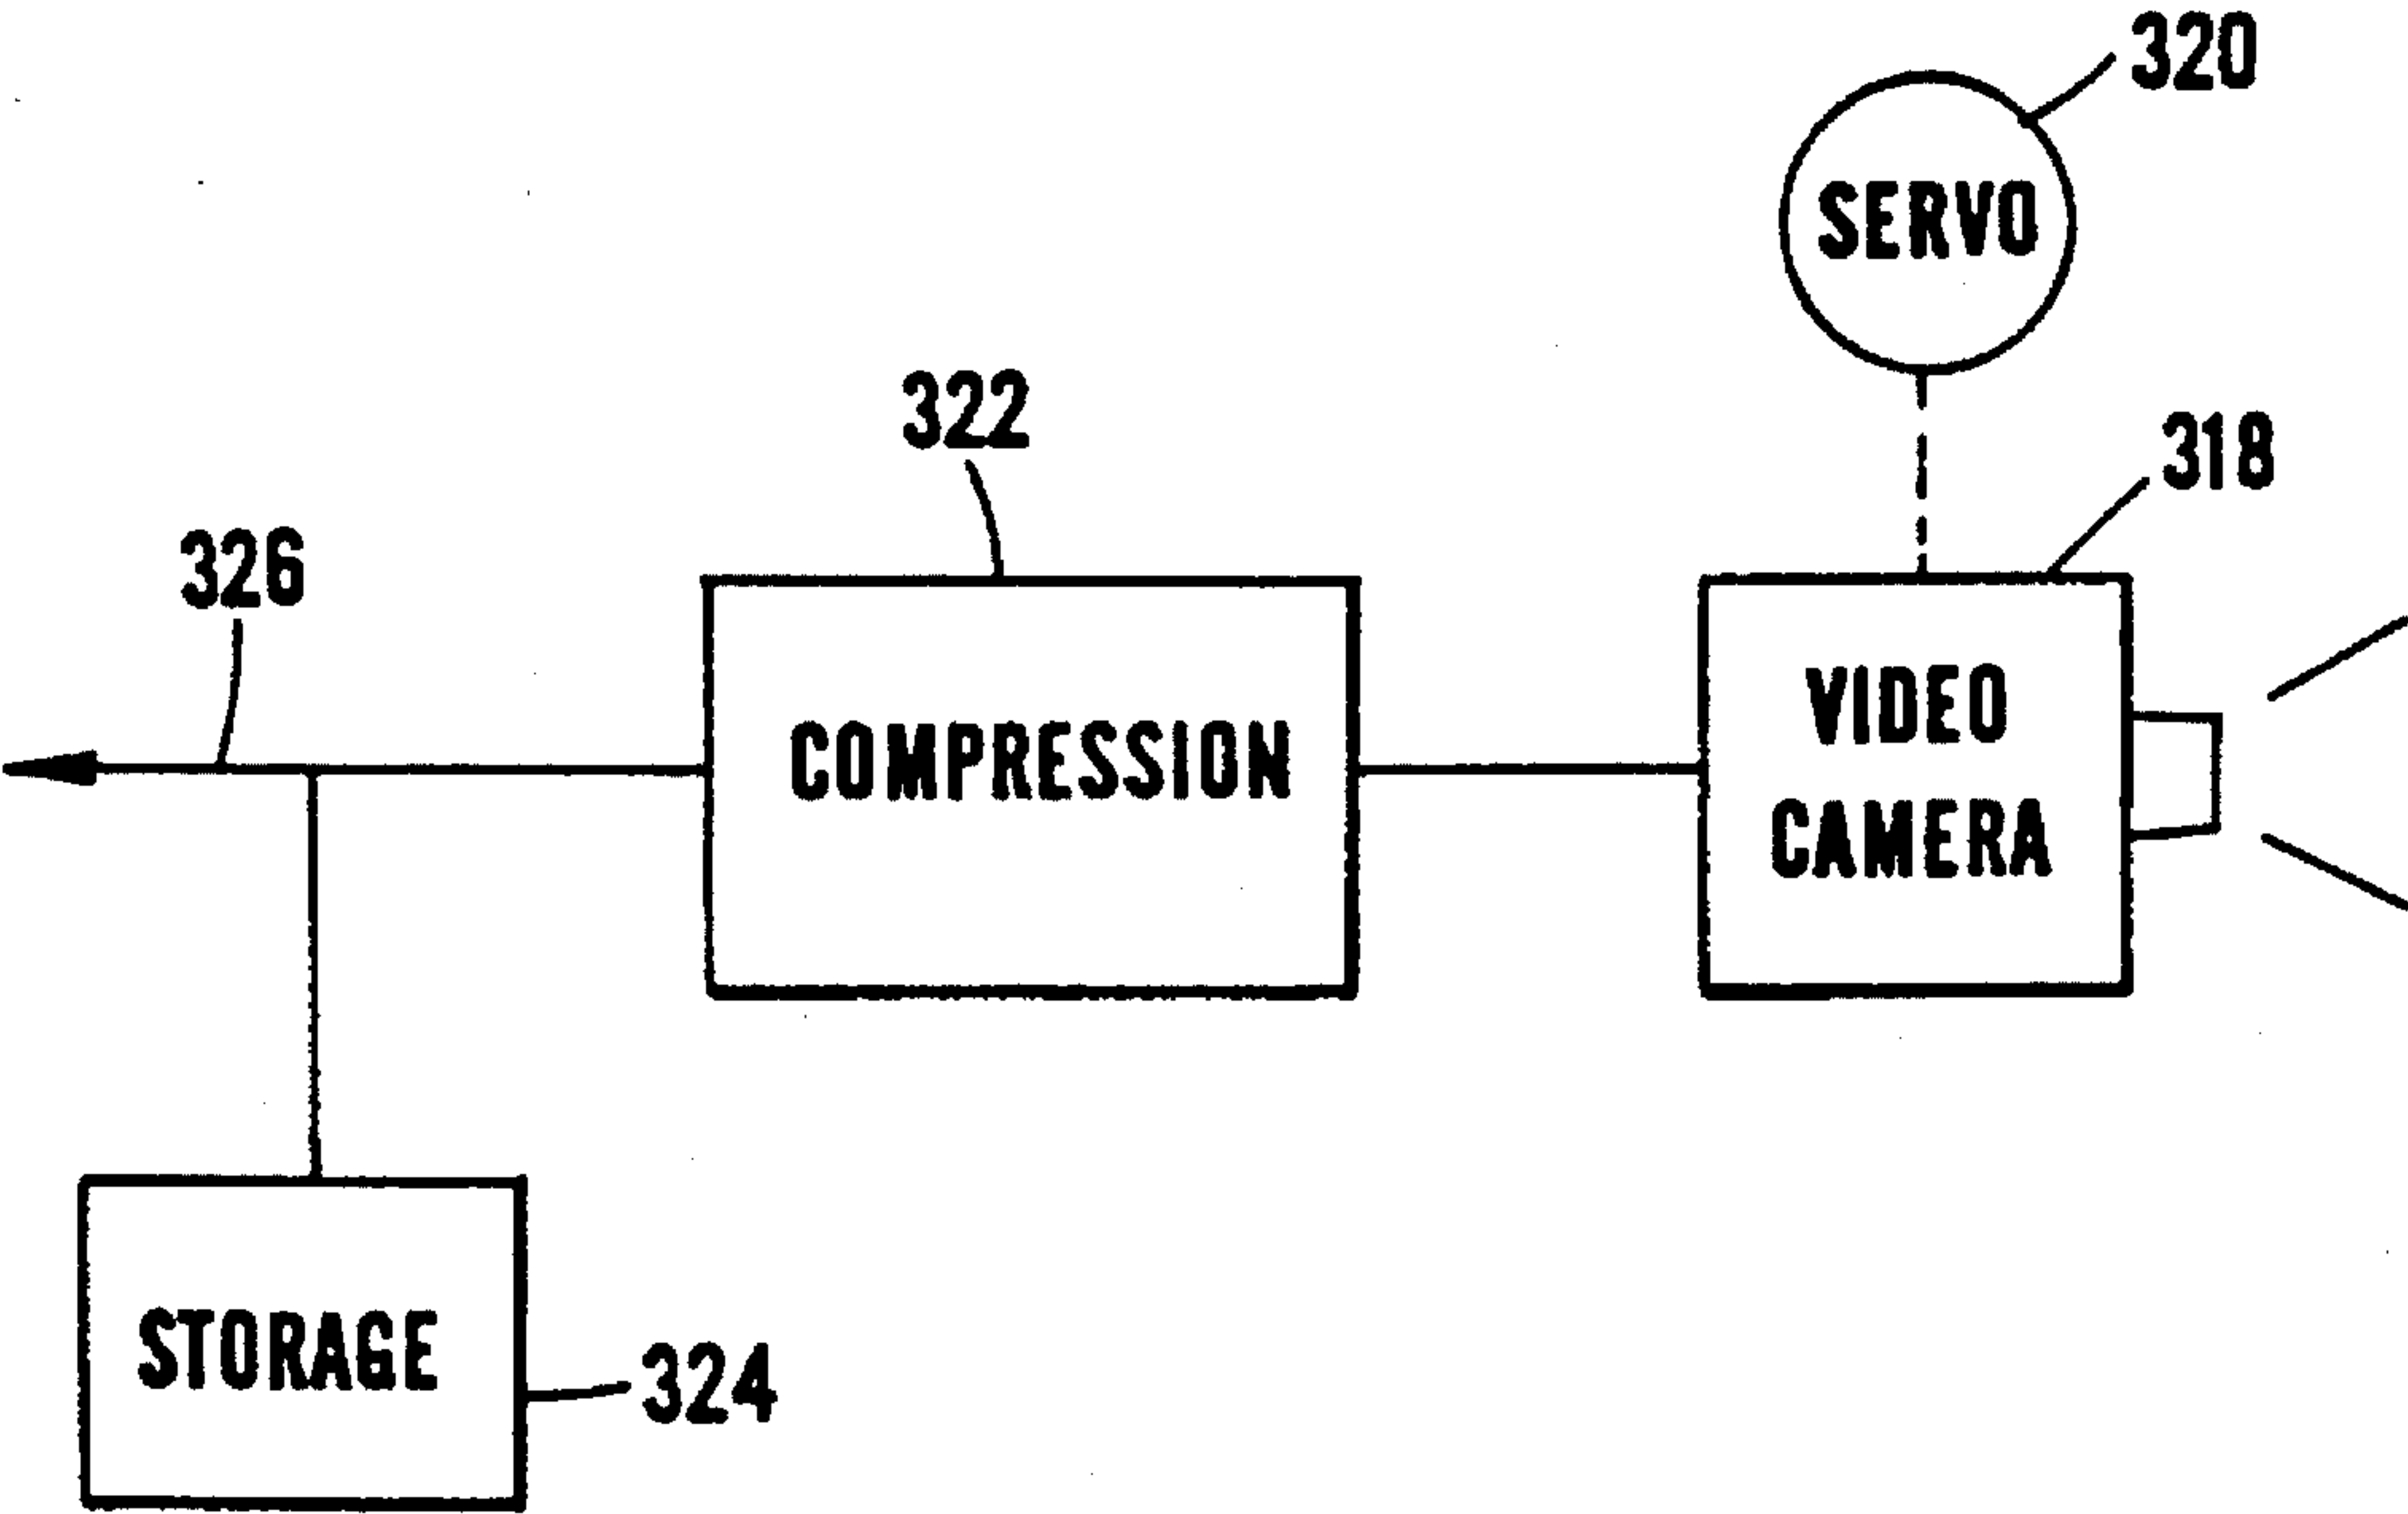 320
SERVO
322
318
326
VIDEO
CAMERA
COMPRESSION
STORAGE
324